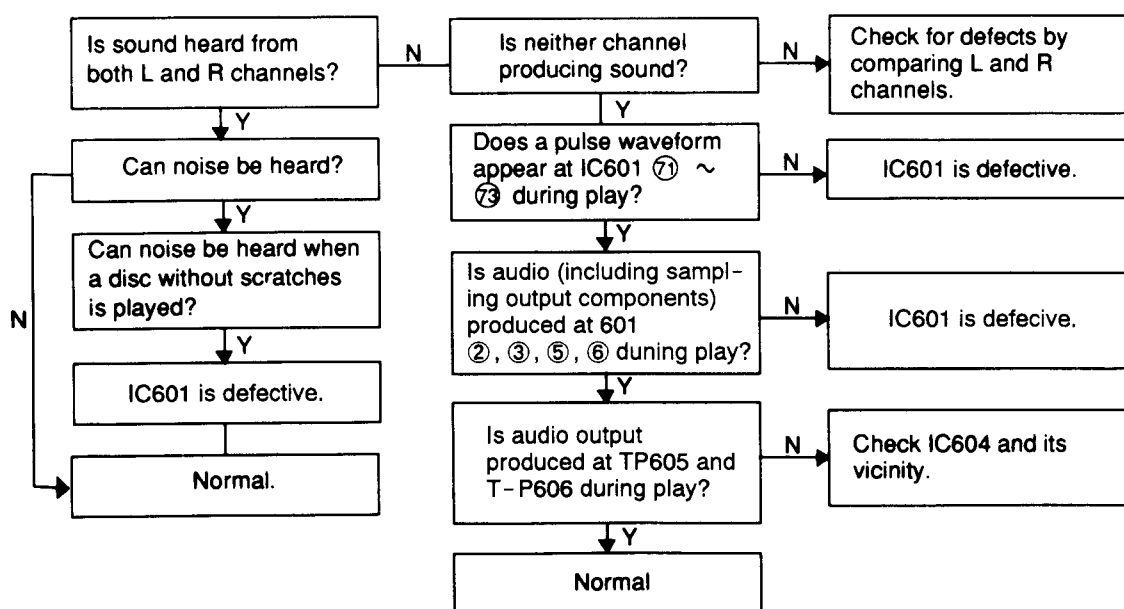 Is sound heard from
both L and R channels?
N
Y
Can noise be heard?
N
Y
Can noise be heard when
a disc without scratches
is played?
Y
IC601 is defective.
Normal.
Is neither channel
producing sound?
N
Check for defects by
comparing L and R
channels.
Y
Does a pulse waveform
appear at IC601 ㉛ ~
㊸ during play?
N
IC601 is defective.
Y
Is audio (including sampl-
ing output components)
produced at 601
②, ③, ⑤, ⑥ duning play?
N
IC601 is defecive.
Y
Is audio output
produced at TP605 and
T-P606 during play?
N
Check IC604 and its
vicinity.
Y
Normal